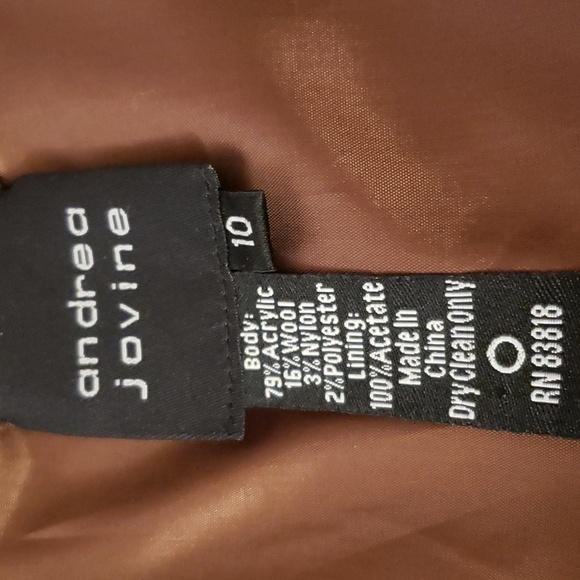 andrea
jovine
10
Body:
79%Acrylic
16%Wool
3%Nylon
2%Polyester
Lining:
100%Acetate
Made In
China
Dry Clean Only
RN 83818